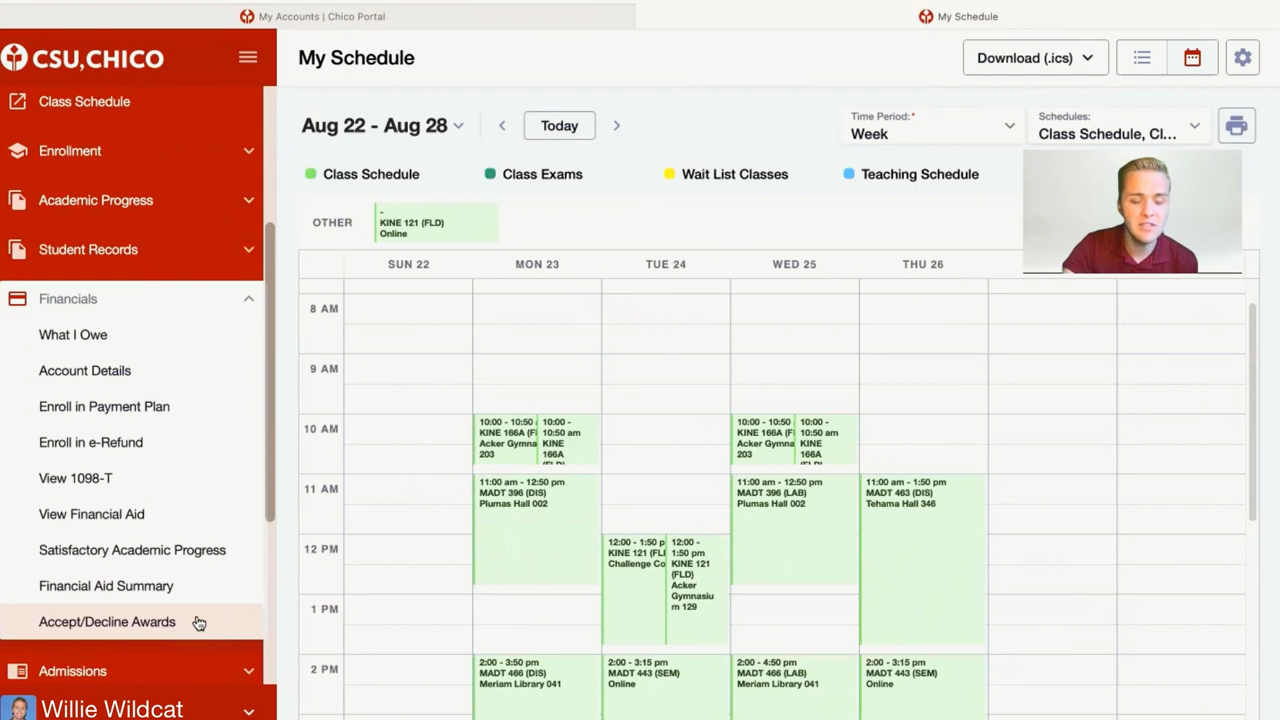 My Accounts | Chico Portal
My Schedule
CSU, CHICO
My Schedule
Download (.ics)
Class Schedule
Enrollment
Academic Progress
Student Records
Financials
What I Owe
Account Details
Enroll in Payment Plan
Enroll in e-Refund
View 1098-T
View Financial Aid
Satisfactory Academic Progress
Financial Aid Summary
Accept/Decline Awards
Admissions
Willie Wildcat
Aug 22 - Aug 28
Today
Time Period:*
Week
Schedules:
Class Schedule, Cl...
Class Schedule
Class Exams
Wait List Classes
Teaching Schedule
OTHER
-
KINE 121 (FLD)
Online
SUN 22
MON 23
TUE 24
WED 25
THU 26
8 AM
9 AM
10 AM
11 AM
12 PM
1 PM
2 PM
10:00 - 10:50
KINE 166A (F
Acker Gymna
203
10:00 -
10:50 am
KINE
166A
(FLD)
11:00 am - 12:50 pm
MADT 396 (DIS)
Plumas Hall 002
2:00 - 3:50 pm
MADT 466 (DIS)
Meriam Library 041
12:00 - 1:50 p
KINE 121 (FL
Challenge Co
12:00 -
1:50 pm
KINE 121
(FLD)
Acker
Gymnasiu
m 129
2:00 - 3:15 pm
MADT 443 (SEM)
Online
10:00 - 10:50
KINE 166A (F
Acker Gymna
203
10:00 -
10:50 am
KINE
166A
(FLD)
11:00 am - 12:50 pm
MADT 396 (LAB)
Plumas Hall 002
2:00 - 4:50 pm
MADT 466 (LAB)
Meriam Library 041
11:00 am - 1:50 pm
MADT 463 (DIS)
Tehama Hall 346
2:00 - 3:15 pm
MADT 443 (SEM)
Online